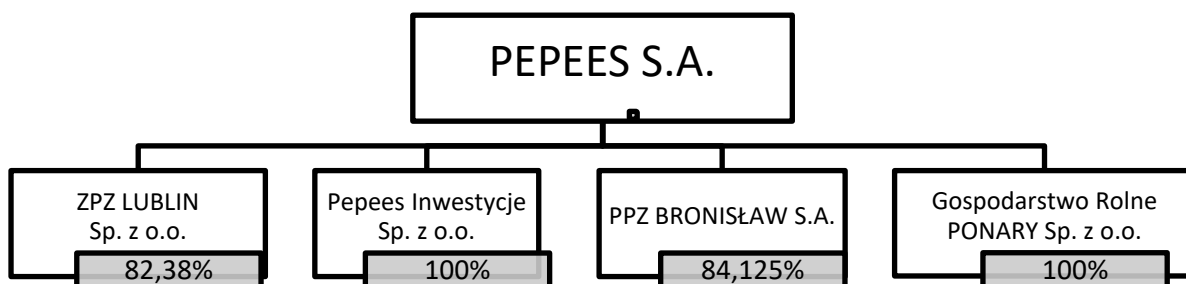 PEPEES S.A.
ZPZ LUBLIN
Sp. z o.o.
82,38%
Pepees Inwestycje
Sp. z o.o.
100%
PPZ BRONISŁAW S.A.
84,125%
Gospodarstwo Rolne
PONARY Sp. z o.o.
100%